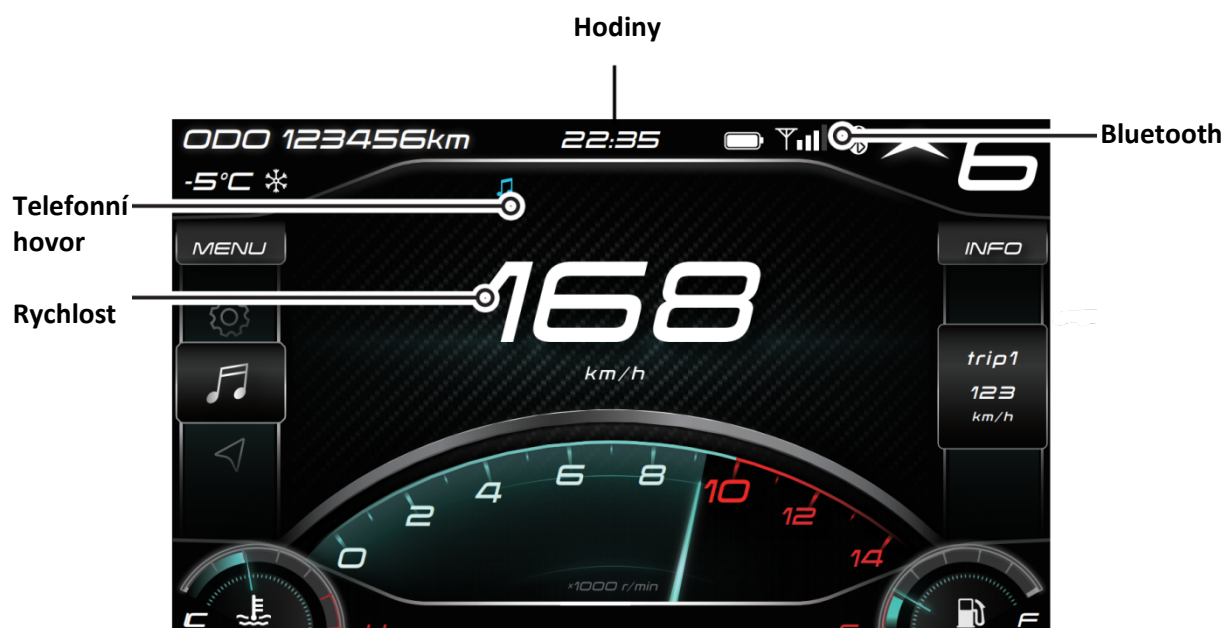 Hodiny
ODO 123456km
22:35
Bluetooth
6
-5°C
Telefonní
hovor
MENU
INFO
168
Rychlost
km/h
trip1
123
km/h
0
2
4
6
8
10
12
14
×1000 r/min
F